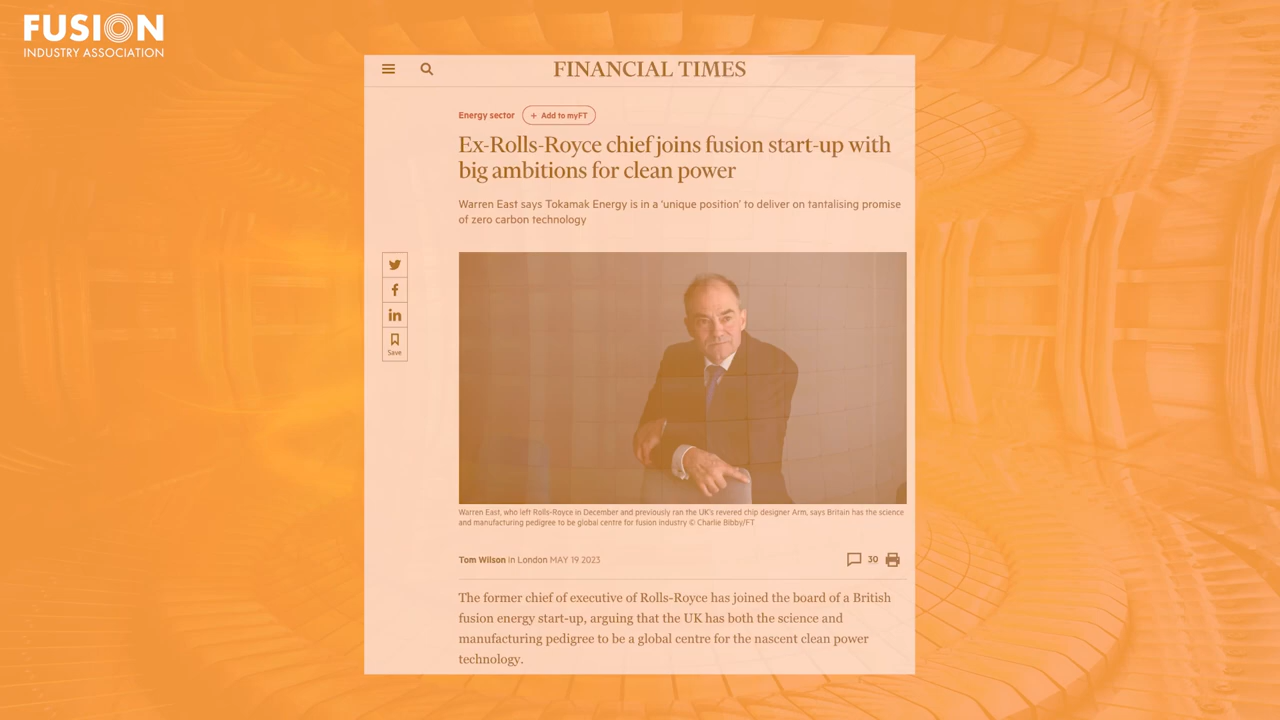 FUSION
INDUSTRY ASSOCIATION
FINANCIAL TIMES
Energy sector + Add to myFT
Ex-Rolls-Royce chief joins fusion start-up with
big ambitions for clean power
Warren East says Tokamak Energy is in a ‘unique position’ to deliver on tantalising promise
of zero carbon technology
Save
Warren East, who left Rolls-Royce in December and previously ran the UK’s revered chip designer Arm, says Britain has the science
and manufacturing pedigree to be global centre for fusion industry © Charlie Bibby/FT
Tom Wilson in London MAY 19 2023
30
The former chief of executive of Rolls-Royce has joined the board of a British
fusion energy start-up, arguing that the UK has both the science and
manufacturing pedigree to be a global centre for the nascent clean power
technology.